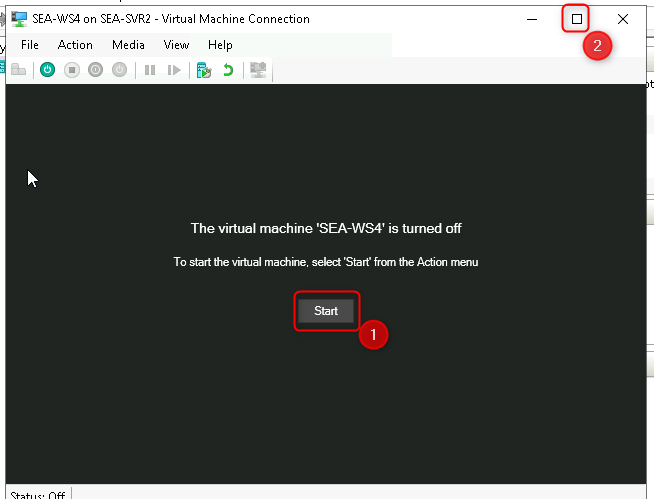 SEA-WS4 on SEA-SVR2 - Virtual Machine Connection
2
File Action Media View Help
The virtual machine 'SEA-WS4' is turned off
To start the virtual machine, select 'Start' from the Action menu
Start
1
Status: Off